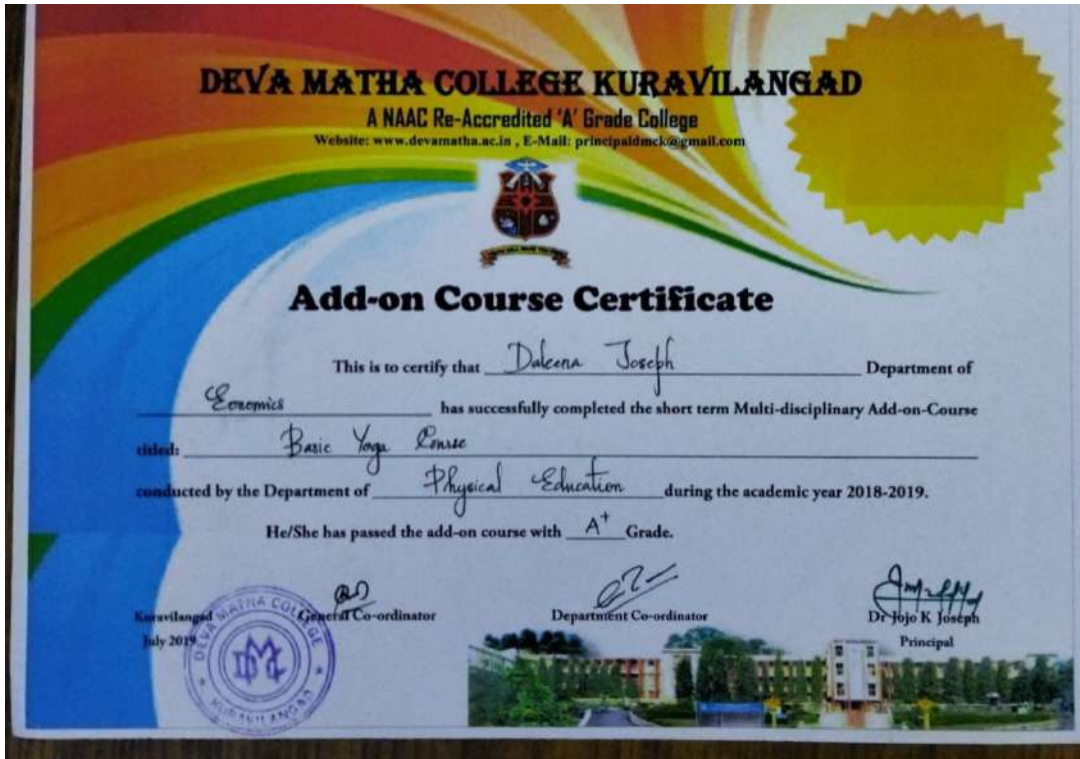 DEVA MATHA COLLEGE KURAVILANGAD
A NAAC Re-Accredited 'A' Grade College
Website: www.devamatha.ac.in , E-Mail: principaldmck@gmail.com
Add-on Course Certificate
This is to certify that Daleena Joseph Department of
Economics has successfully completed the short term Multi-disciplinary Add-on-Course
titled: Basic Yoga Course
conducted by the Department of Physical Education during the academic year 2018-2019.
He/She has passed the add-on course with A+ Grade.
Kuravilangad General Co-ordinator Department Co-ordinator Dr Jojo K Joseph
July 2019 Principal
DEVA MATHA COLLEGE
KURAVILANGAD